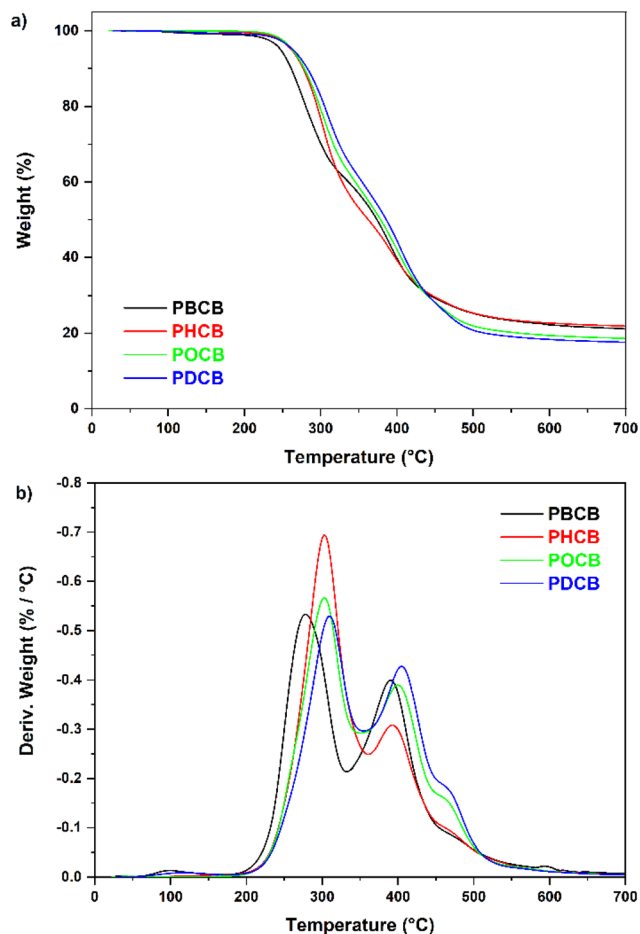 a)
100
80
60
40
20
0
Weight (%)
PBCB
PHCB
POCB
PDCB
0 100 200 300 400 500 600 700
Temperature (°C)
b)
-0.8
-0.7
-0.6
-0.5
-0.4
-0.3
-0.2
-0.1
0.0
Deriv. Weight (% / °C)
PBCB
PHCB
POCB
PDCB
0 100 200 300 400 500 600 700
Temperature (°C)